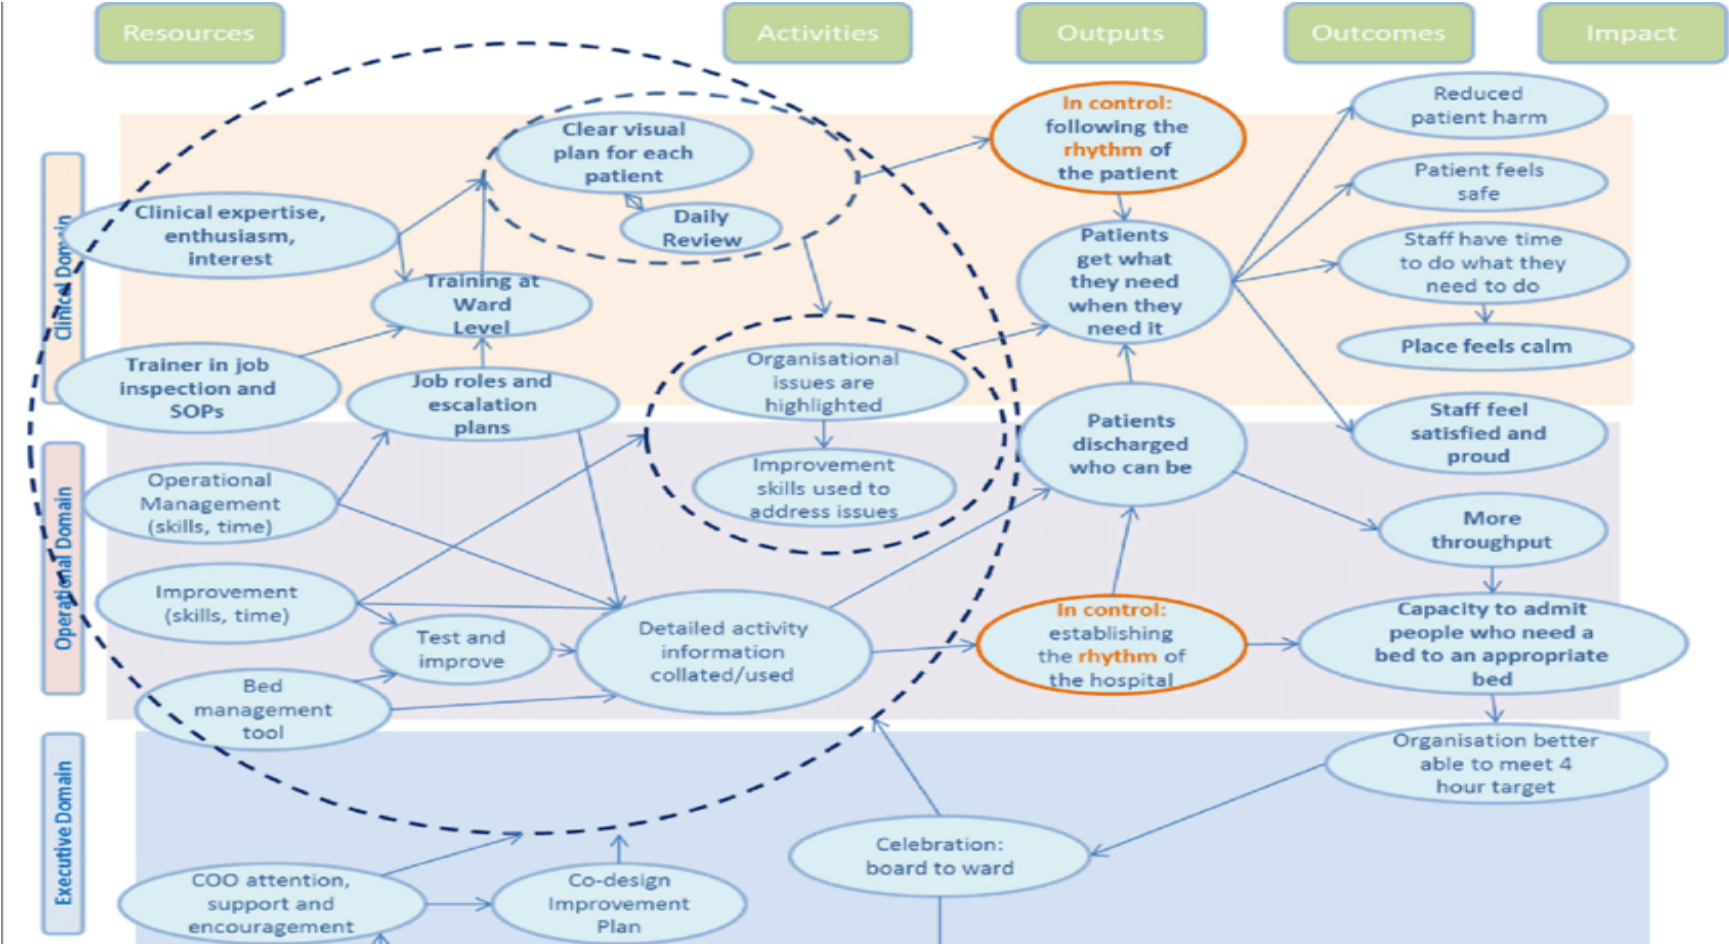 Resources
Activities
Outputs
Outcomes
Impact
Clinical Domain
Operational Domain
Executive Domain
Clear visual
plan for each
patient
Daily
Review
Clinical expertise,
enthusiasm,
interest
Training at
Ward
Level
Trainer in job
inspection and
SOPs
Job roles and
escalation
plans
Operational
Management
(skills, time)
Improvement
(skills, time)
Test and
improve
Bed
management
tool
Detailed activity
information
collated/used
Organisational
issues are
highlighted
Improvement
skills used to
address issues
In control:
following the
rhythm of
the patient
Patients
get what
they need
when they
need it
Patients
discharged
who can be
In control:
establishing
the rhythm of
the hospital
Reduced
patient harm
Patient feels
safe
Staff have time
to do what they
need to do
Place feels calm
Staff feel
satisfied and
proud
More
throughput
Capacity to admit
people who need a
bed to an appropriate
bed
Organisation better
able to meet 4
hour target
Celebration:
board to ward
COO attention,
support and
encouragement
Co-design
Improvement
Plan